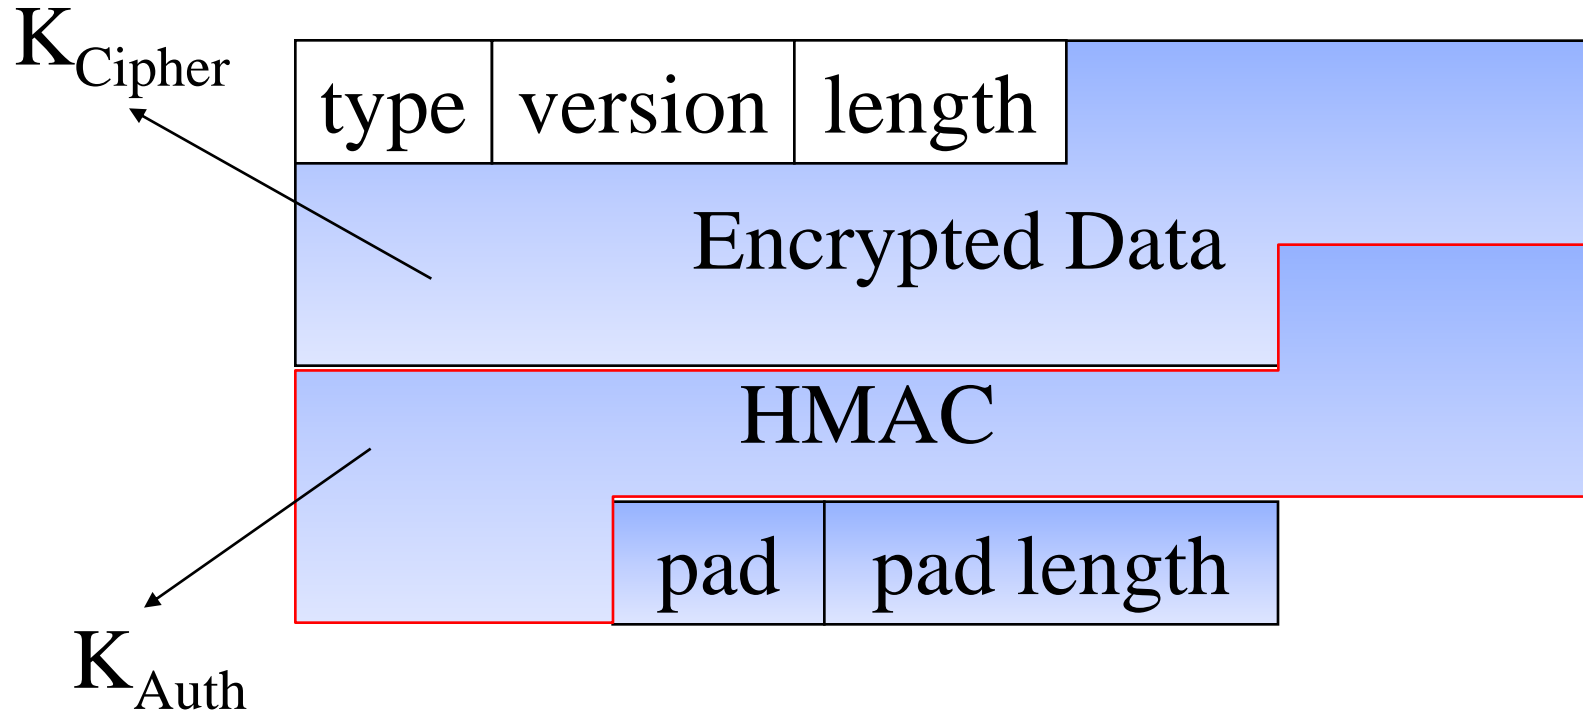 K_Cipher
type version length
Encrypted Data
HMAC
pad pad length
K_Auth